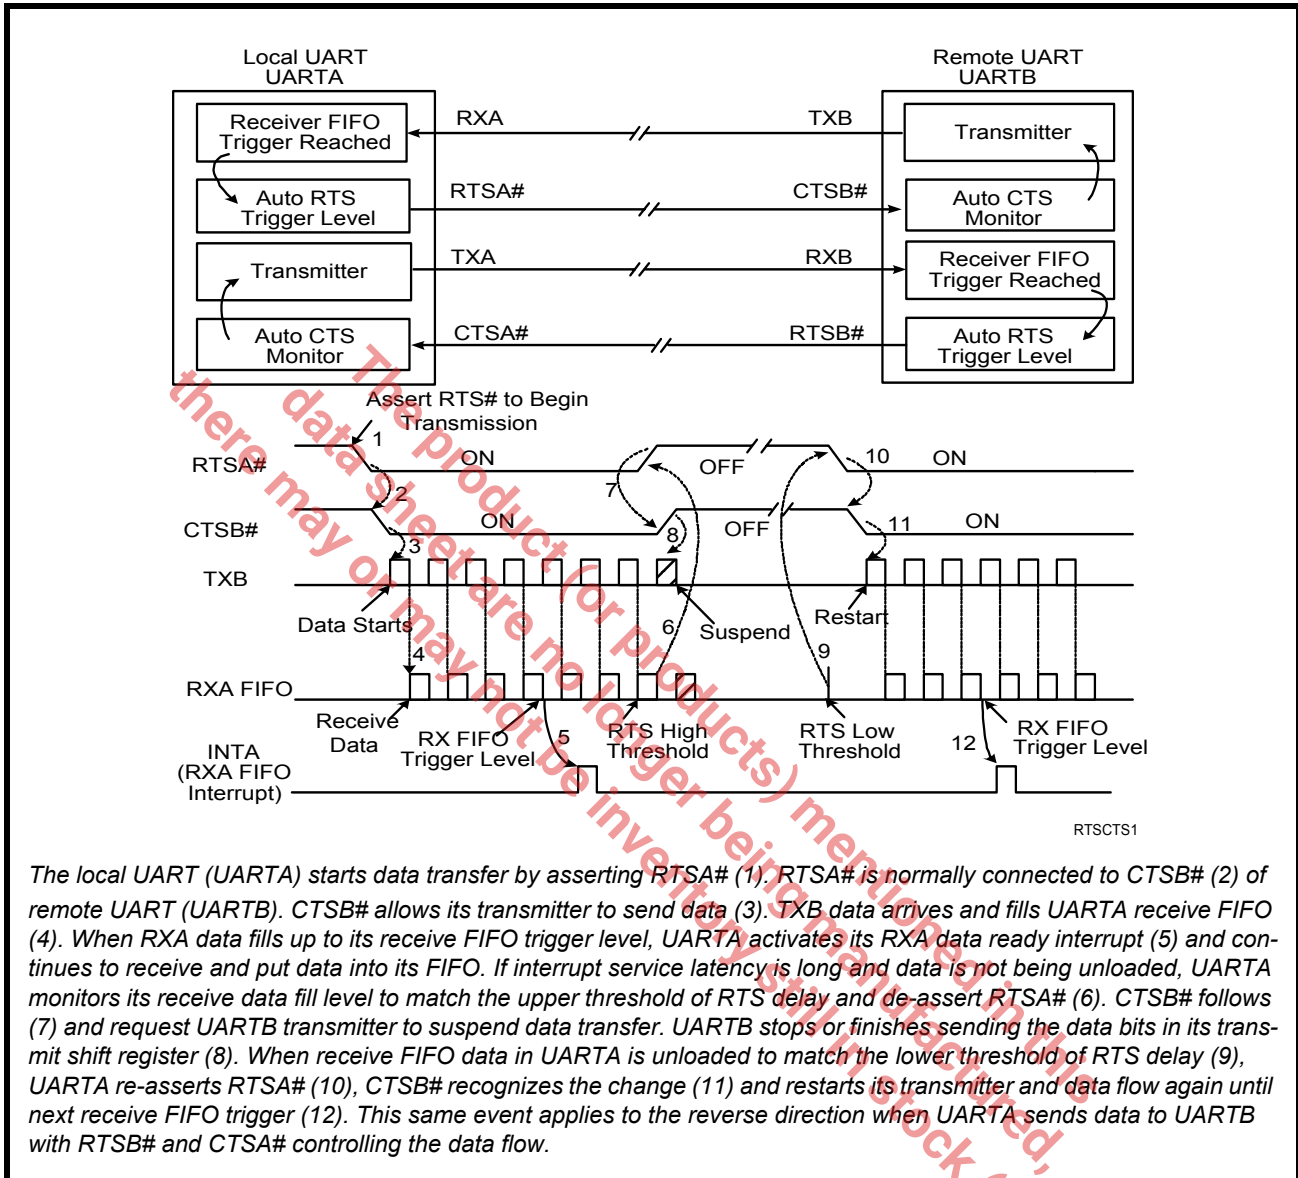 Local UART
UARTA
Remote UART
UARTB
Receiver FIFO
Trigger Reached
RXA
TXB
Transmitter
Auto RTS
Trigger Level
RTSA#
CTSB#
Auto CTS
Monitor
Transmitter
TXA
RXB
Receiver FIFO
Trigger Reached
Auto CTS
Monitor
CTSA#
RTSB#
Auto RTS
Trigger Level
Assert RTS# to Begin
Transmission
1
RTSA#
ON
OFF
10
ON
2
7
CTSB#
ON
8
OFF
11
ON
3
TXB
Data Starts
6
Suspend
Restart
4
9
RXA FIFO
Receive
Data
RX FIFO
Trigger Level
5
RTS High
Threshold
RTS Low
Threshold
12
RX FIFO
Trigger Level
INTA
(RXA FIFO
Interrupt)
RTSCTS1
The local UART (UARTA) starts data transfer by asserting RTSA# (1). RTSA# is normally connected to CTSB# (2) of
remote UART (UARTB). CTSB# allows its transmitter to send data (3). TXB data arrives and fills UARTA receive FIFO
(4). When RXA data fills up to its receive FIFO trigger level, UARTA activates its RXA data ready interrupt (5) and con-
tinues to receive and put data into its FIFO. If interrupt service latency is long and data is not being unloaded, UARTA
monitors its receive data fill level to match the upper threshold of RTS delay and de-assert RTSA# (6). CTSB# follows
(7) and request UARTB transmitter to suspend data transfer. UARTB stops or finishes sending the data bits in its trans-
mit shift register (8). When receive FIFO data in UARTA is unloaded to match the lower threshold of RTS delay (9),
UARTA re-asserts RTSA# (10), CTSB# recognizes the change (11) and restarts its transmitter and data flow again until
next receive FIFO trigger (12). This same event applies to the reverse direction when UARTA sends data to UARTB
with RTSB# and CTSA# controlling the data flow.
The product (or products) mentioned in this
data sheet are no longer being manufactured,
there may or may not be inventory still in stock (